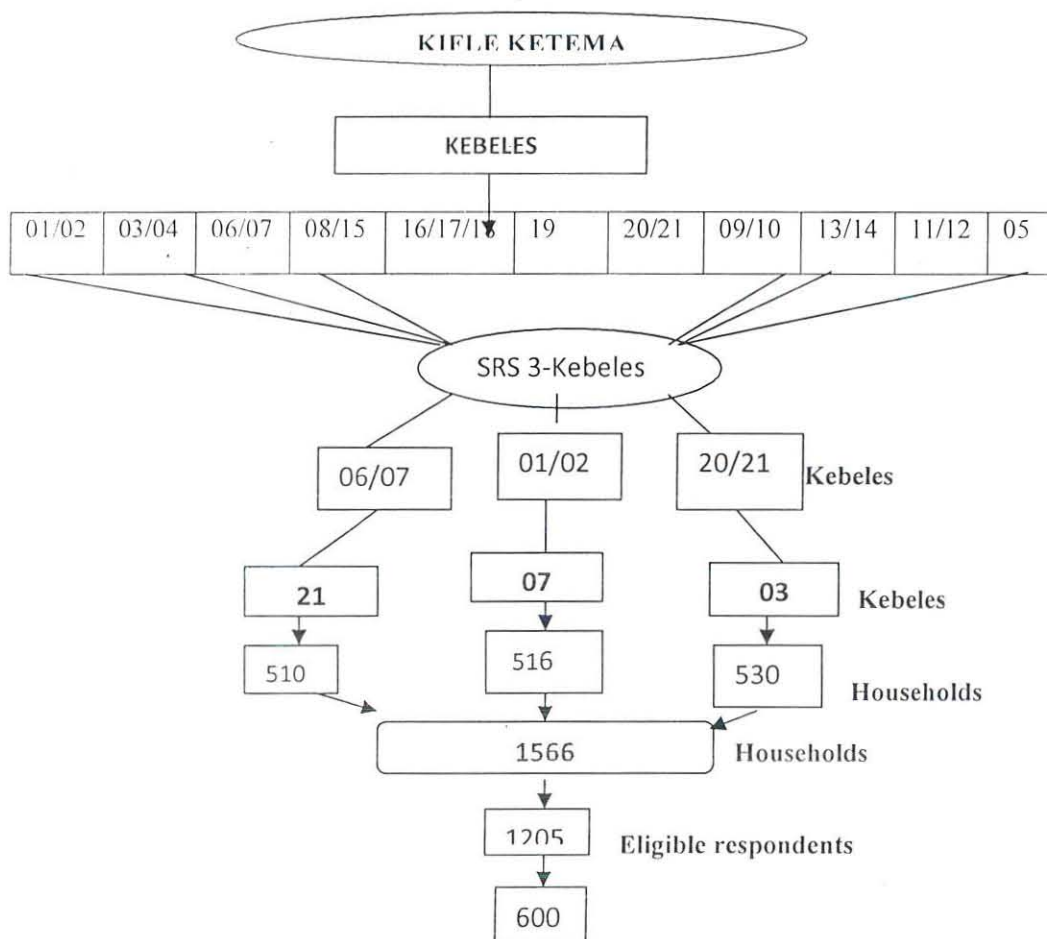 KIFLE KETEMA
KEBELES
01/02 03/04 06/07 08/15 16/17/18 19 20/21 09/10 13/14 11/12 05
SRS 3-Kebeles
06/07 01/02 20/21 Kebeles
21 07 03 Kebeles
510 516 530 Households
1566 Households
1205 Eligible respondents
600